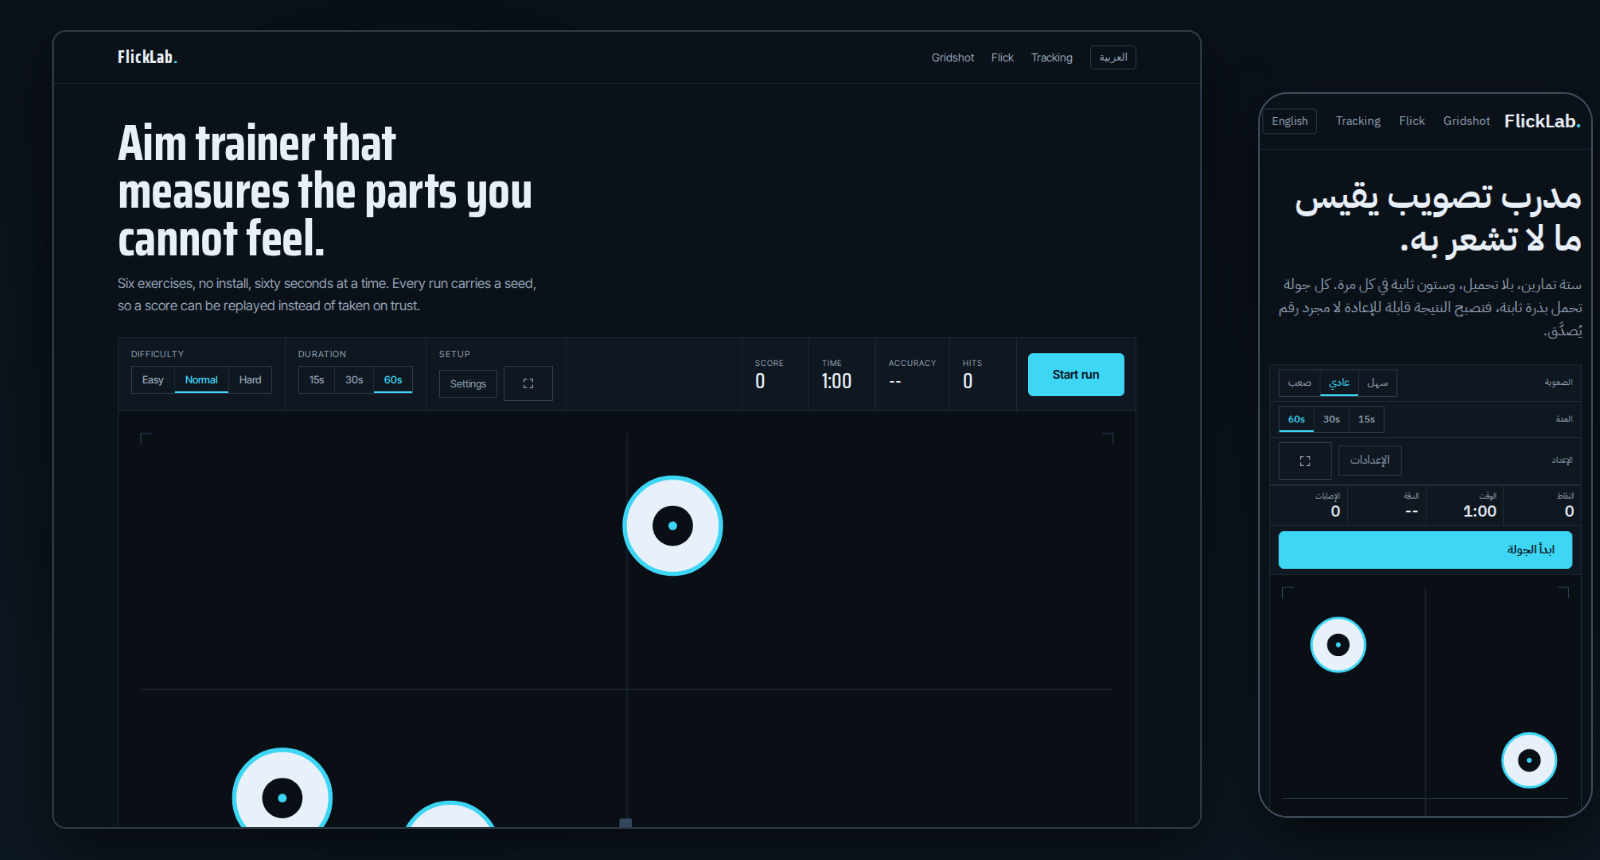 FlickLab.
Gridshot Flick Tracking العربية
Aim trainer that
measures the parts you
cannot feel.
Six exercises, no install, sixty seconds at a time. Every run carries a seed,
so a score can be replayed instead of taken on trust.
DIFFICULTY
Easy Normal Hard
DURATION
15s 30s 60s
SETUP
Settings
SCORE
0
TIME
1:00
ACCURACY
--
HITS
0
Start run
FlickLab. Gridshot Flick Tracking English
مدرب تصويب يقيس
ما لا تشعر به.
ستة تمارين، بلا تحميل، وستون ثانية في كل مرة. كل جولة
تحمل بذرة ثابتة، فتصبح النتيجة قابلة للإعادة لا مجرد رقم
يُصدَّق.
الصعوبة
سهل عادي صعب
المدة
15s 30s 60s
الإعداد
الإعدادات
النقاط
0
الوقت
1:00
الدقة
--
الإصابات
0
ابدأ الجولة